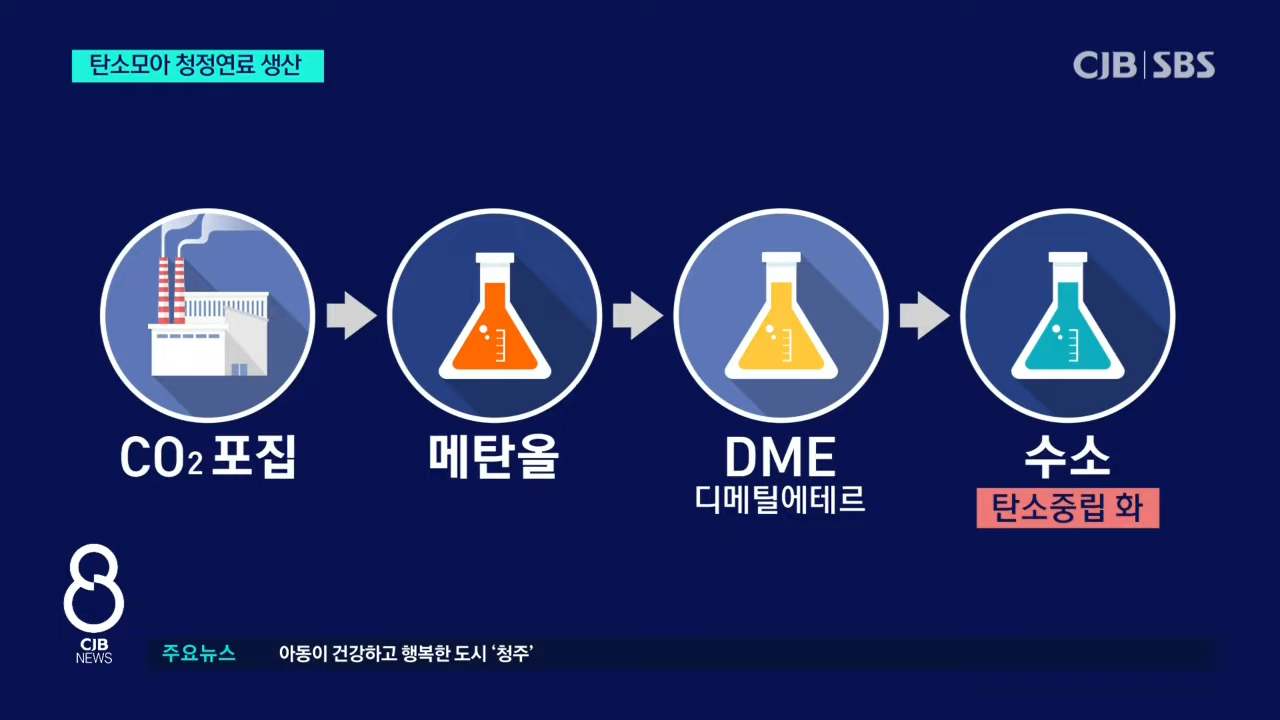 탄소모아 청정연료 생산
CJB SBS
CO₂ 포집
메탄올
DME
디메틸에테르
수소
탄소중립 화
8
CJB
NEWS
주요뉴스 아동이 건강하고 행복한 도시 ‘청주’